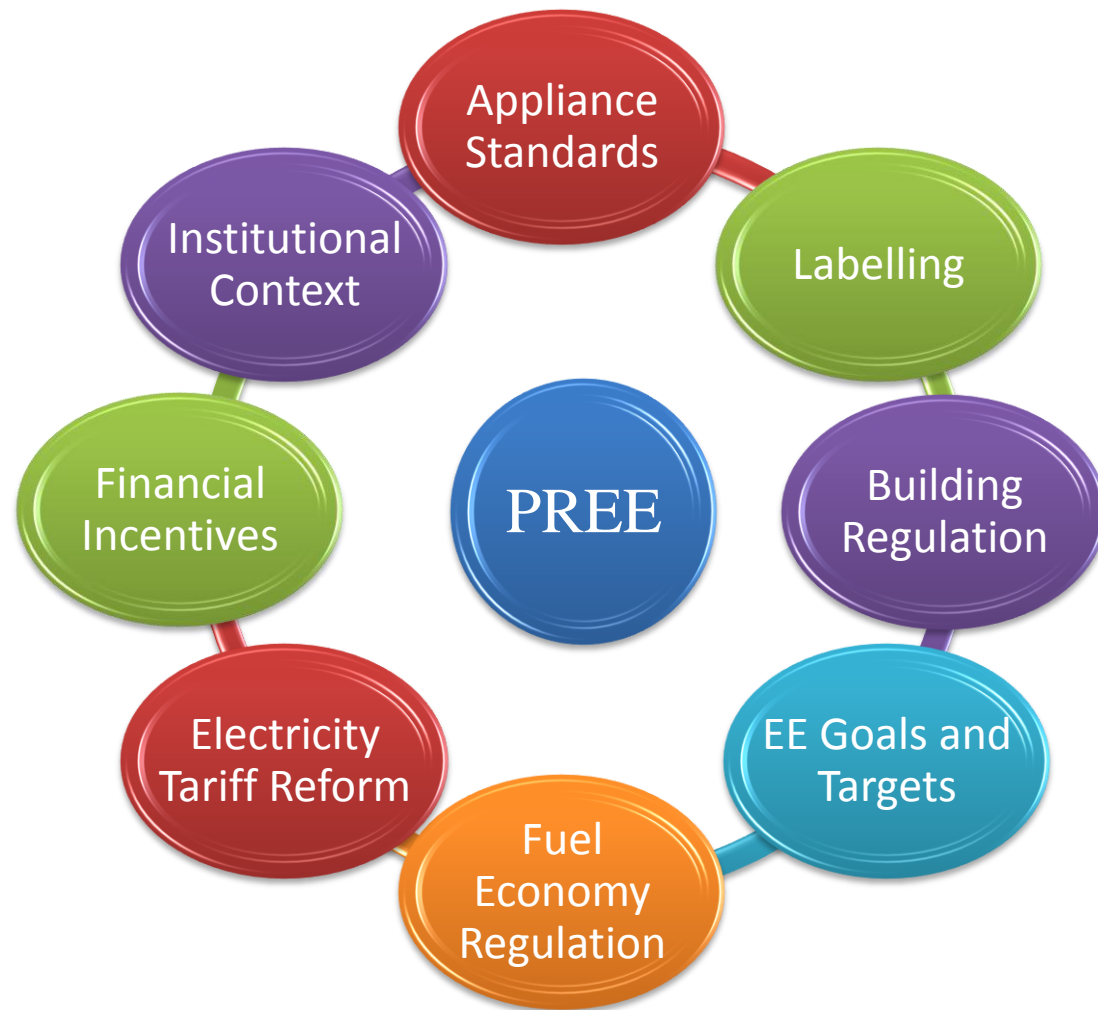 Appliance
Standards
Labelling
Building
Regulation
EE Goals and
Targets
Fuel
Economy
Regulation
Electricity
Tariff Reform
Financial
Incentives
Institutional
Context
PREE